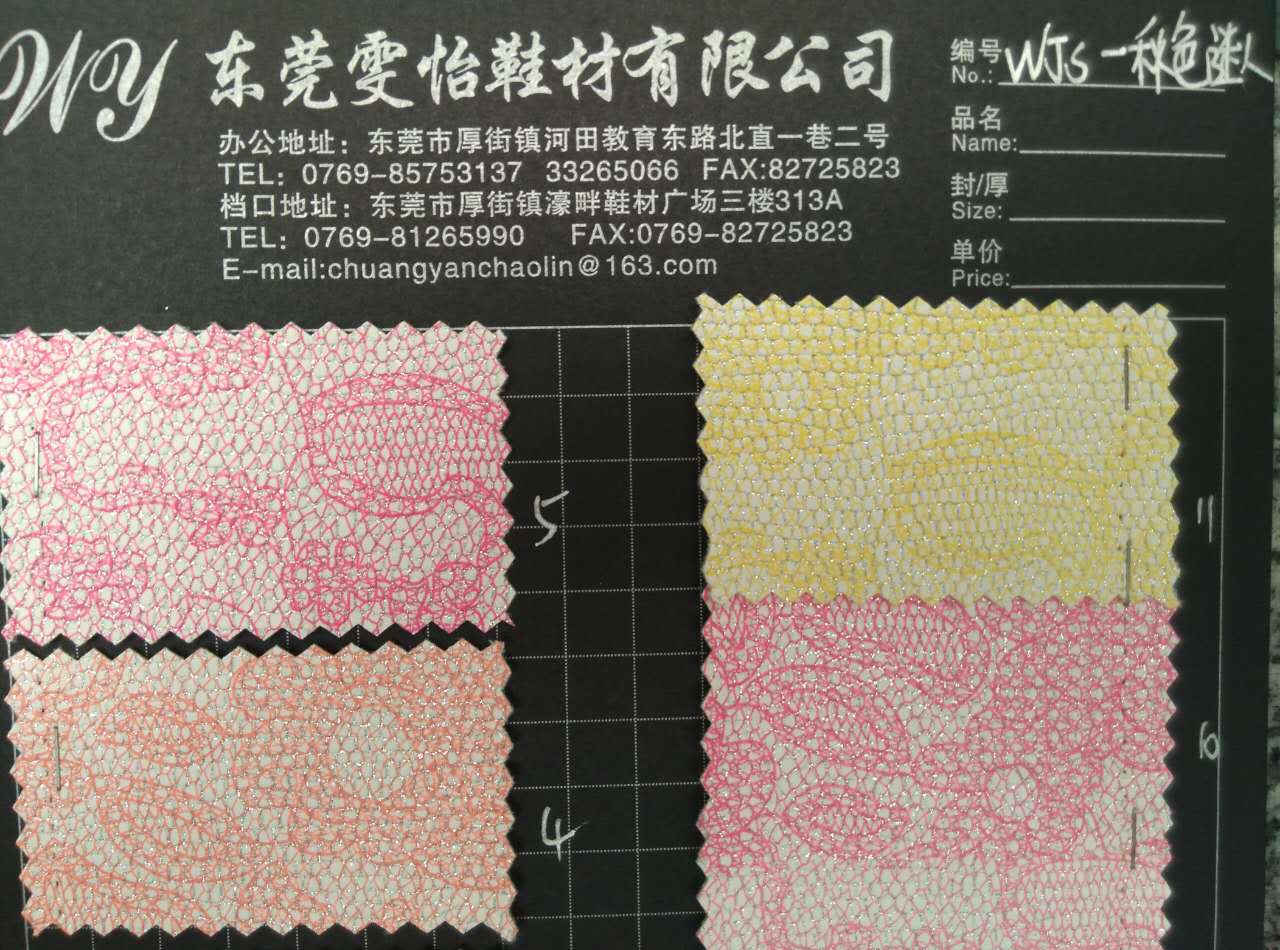 WY 东莞雯怡鞋材有限公司
办公地址：东莞市厚街镇河田教育东路北直一巷二号
TEL：0769-85753137 33265066 FAX:82725823
档口地址：东莞市厚街镇濠畔鞋材广场三楼313A
TEL：0769-81265990 FAX:0769-82725823
E-mail:chuangyanchaolin@163.com
编号
No.: WJS-秋色迷人
品名
Name:
封/厚
Size:
单价
Price:
5
11
4